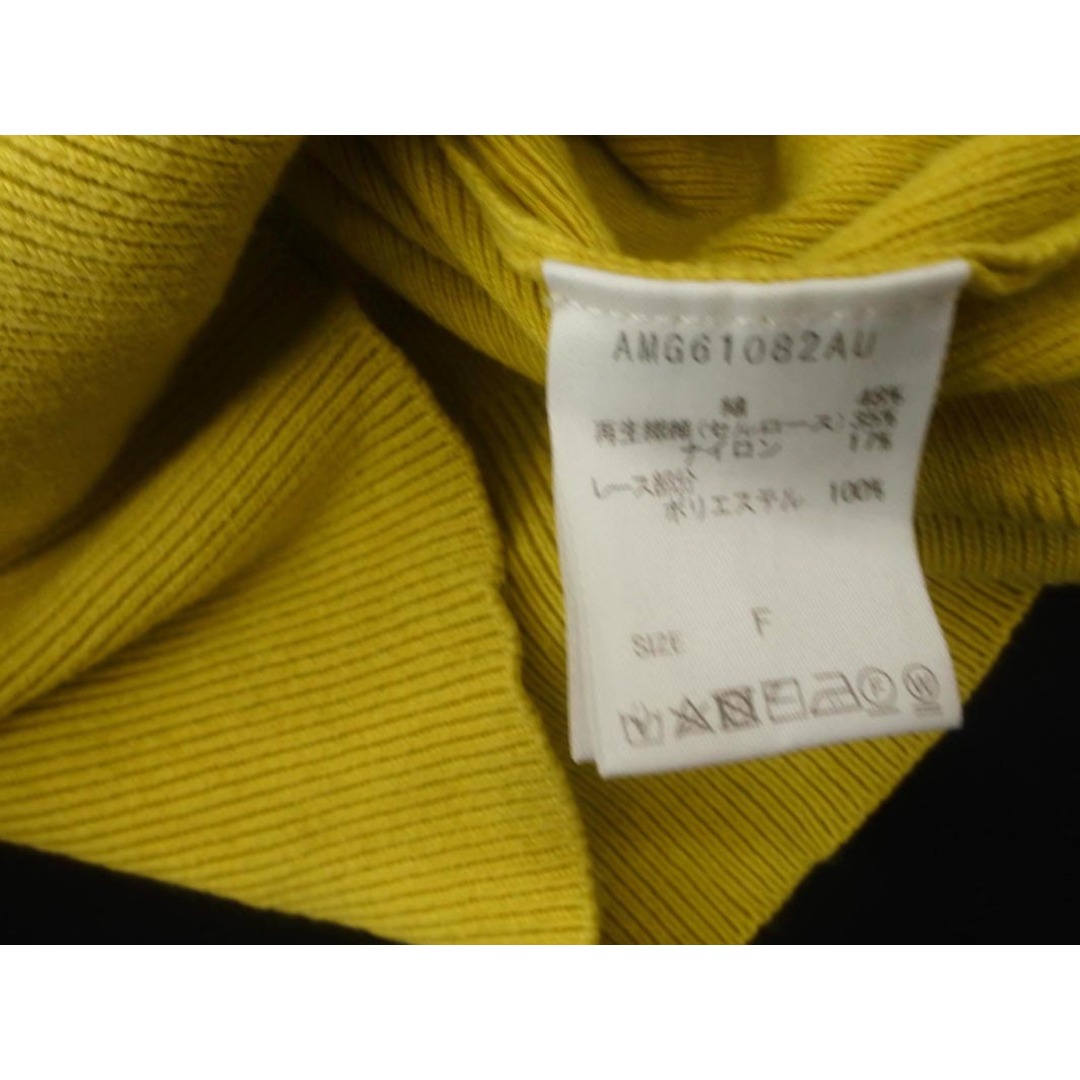 AMG61082AU
綿 48%
再生繊維(セルロース) 35%
ナイロン 17%
レース部分
ポリエステル 100%
SIZE F
F W